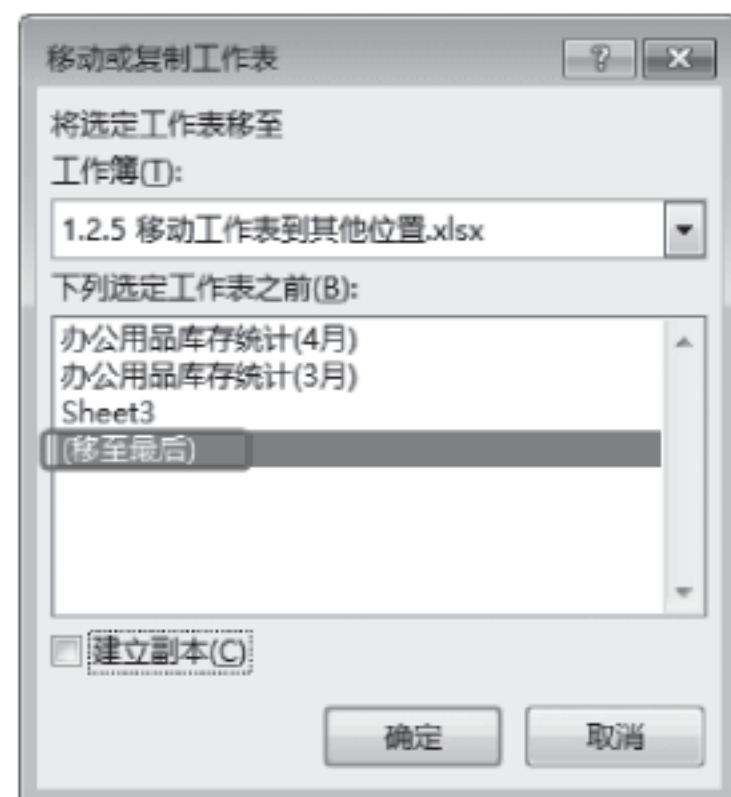 移动或复制工作表
将选定工作表移至
工作簿(T):
1.2.5 移动工作表到其他位置.xlsx
下列选定工作表之前(B):
办公用品库存统计(4月)
办公用品库存统计(3月)
Sheet3
(移至最后)
建立副本(C)
确定 取消